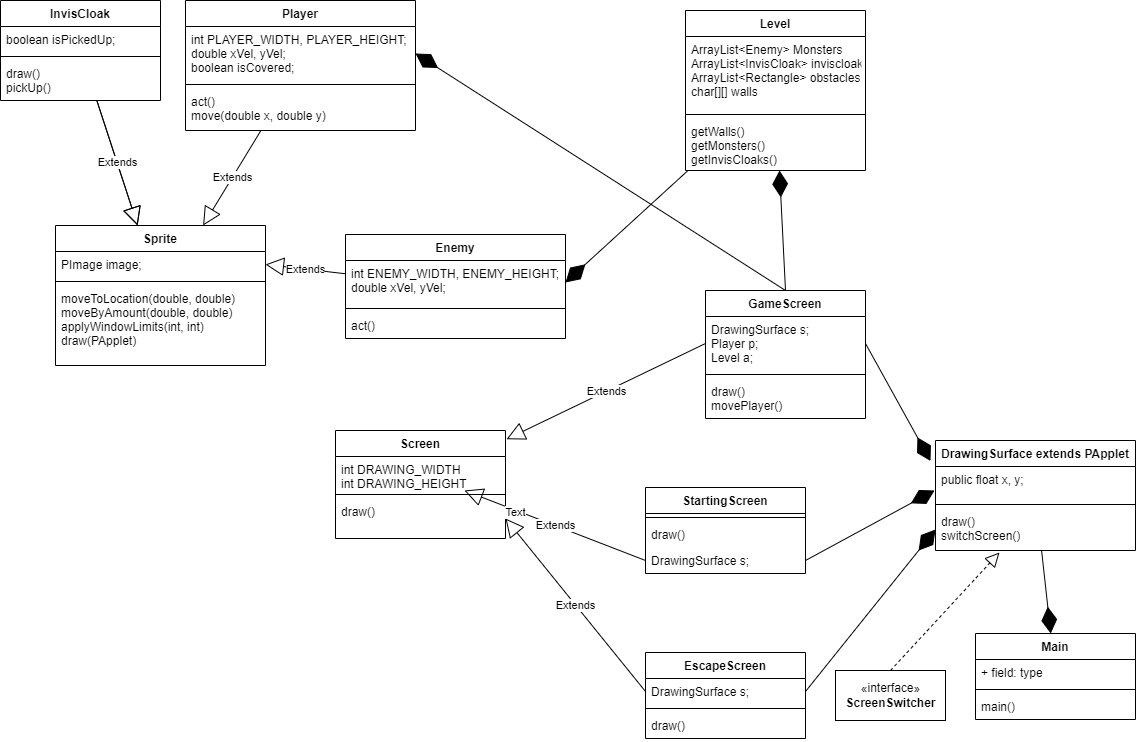 InvisCloak
boolean isPickedUp;
draw()
pickUp()
Player
int PLAYER_WIDTH, PLAYER_HEIGHT;
double xVel, yVel;
boolean isCovered;
act()
move(double x, double y)
Level
ArrayList<Enemy> Monsters
ArrayList<InvisCloak> inviscloak
ArrayList<Rectangle> obstacles
char[][] walls
getWalls()
getMonsters()
getInvisCloaks()
Extends
Extends
Sprite
PImage image;
moveToLocation(double, double)
moveByAmount(double, double)
applyWindowLimits(int, int)
draw(PApplet)
Extends
Enemy
int ENEMY_WIDTH, ENEMY_HEIGHT;
double xVel, yVel;
act()
GameScreen
DrawingSurface s;
Player p;
Level a;
draw()
movePlayer()
Extends
Screen
int DRAWING_WIDTH
int DRAWING_HEIGHT
draw()
Text
Extends
StartingScreen
draw()
DrawingSurface s;
DrawingSurface extends PApplet
public float x, y;
draw()
switchScreen()
Extends
EscapeScreen
DrawingSurface s;
draw()
«interface»
ScreenSwitcher
Main
+ field: type
main()